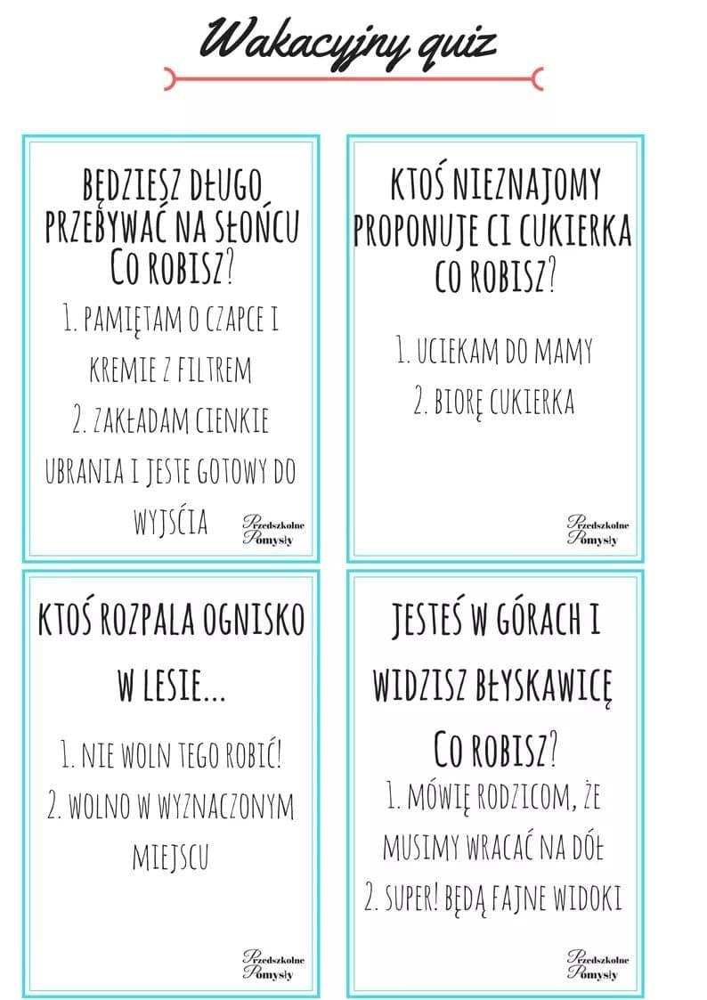 Wakacyjny quiz
BĘDZIESZ DŁUGO
PRZEBYWAĆ NA SŁOŃCU
CO ROBISZ?
1. PAMIĘTAM O CZAPCE I
KREMIE Z FILTREM
2. ZAKŁADAM CIENKIE
UBRANIA I JESTE GOTOWY DO
WYJSĆIA
Przedszkolne
Pomysły
KTOŚ NIEZNAJOMY
PROPONUJE CI CUKIERKA
CO ROBISZ?
1. UCIEKAM DO MAMY
2. BIORĘ CUKIERKA
Przedszkolne
Pomysły
KTOŚ ROZPALA OGNISKO
W LESIE...
1. NIE WOLN TEGO ROBIĆ!
2. WOLNO W WYZNACZONYM
MIEJSCU
Przedszkolne
Pomysły
JESTEŚ W GÓRACH I
WIDZISZ BŁYSKAWICĘ
CO ROBISZ?
1. MÓWIĘ RODZICOM, ŻE
MUSIMY WRACAĆ NA DÓŁ
2. SUPER! BĘDĄ FAJNE WIDOKI
Przedszkolne
Pomysły